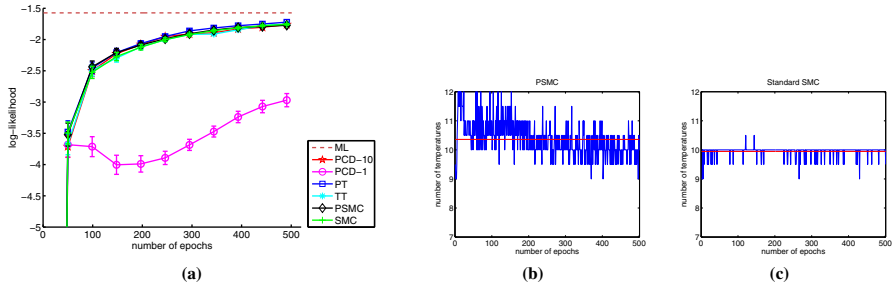 −1.5
−2
−2.5
−3
−3.5
−4
−4.5
−5
log−likelihood
0
100
200
300
400
500
number of epochs
ML
PCD−10
PCD−1
PT
TT
PSMC
SMC
(a)
PSMC
12
11
10
9
8
7
number of temperatures
0
100
200
300
400
500
number of epochs
(b)
Standard SMC
12
11
10
9
8
7
number of temperatures
0
100
200
300
400
500
number of epochs
(c)